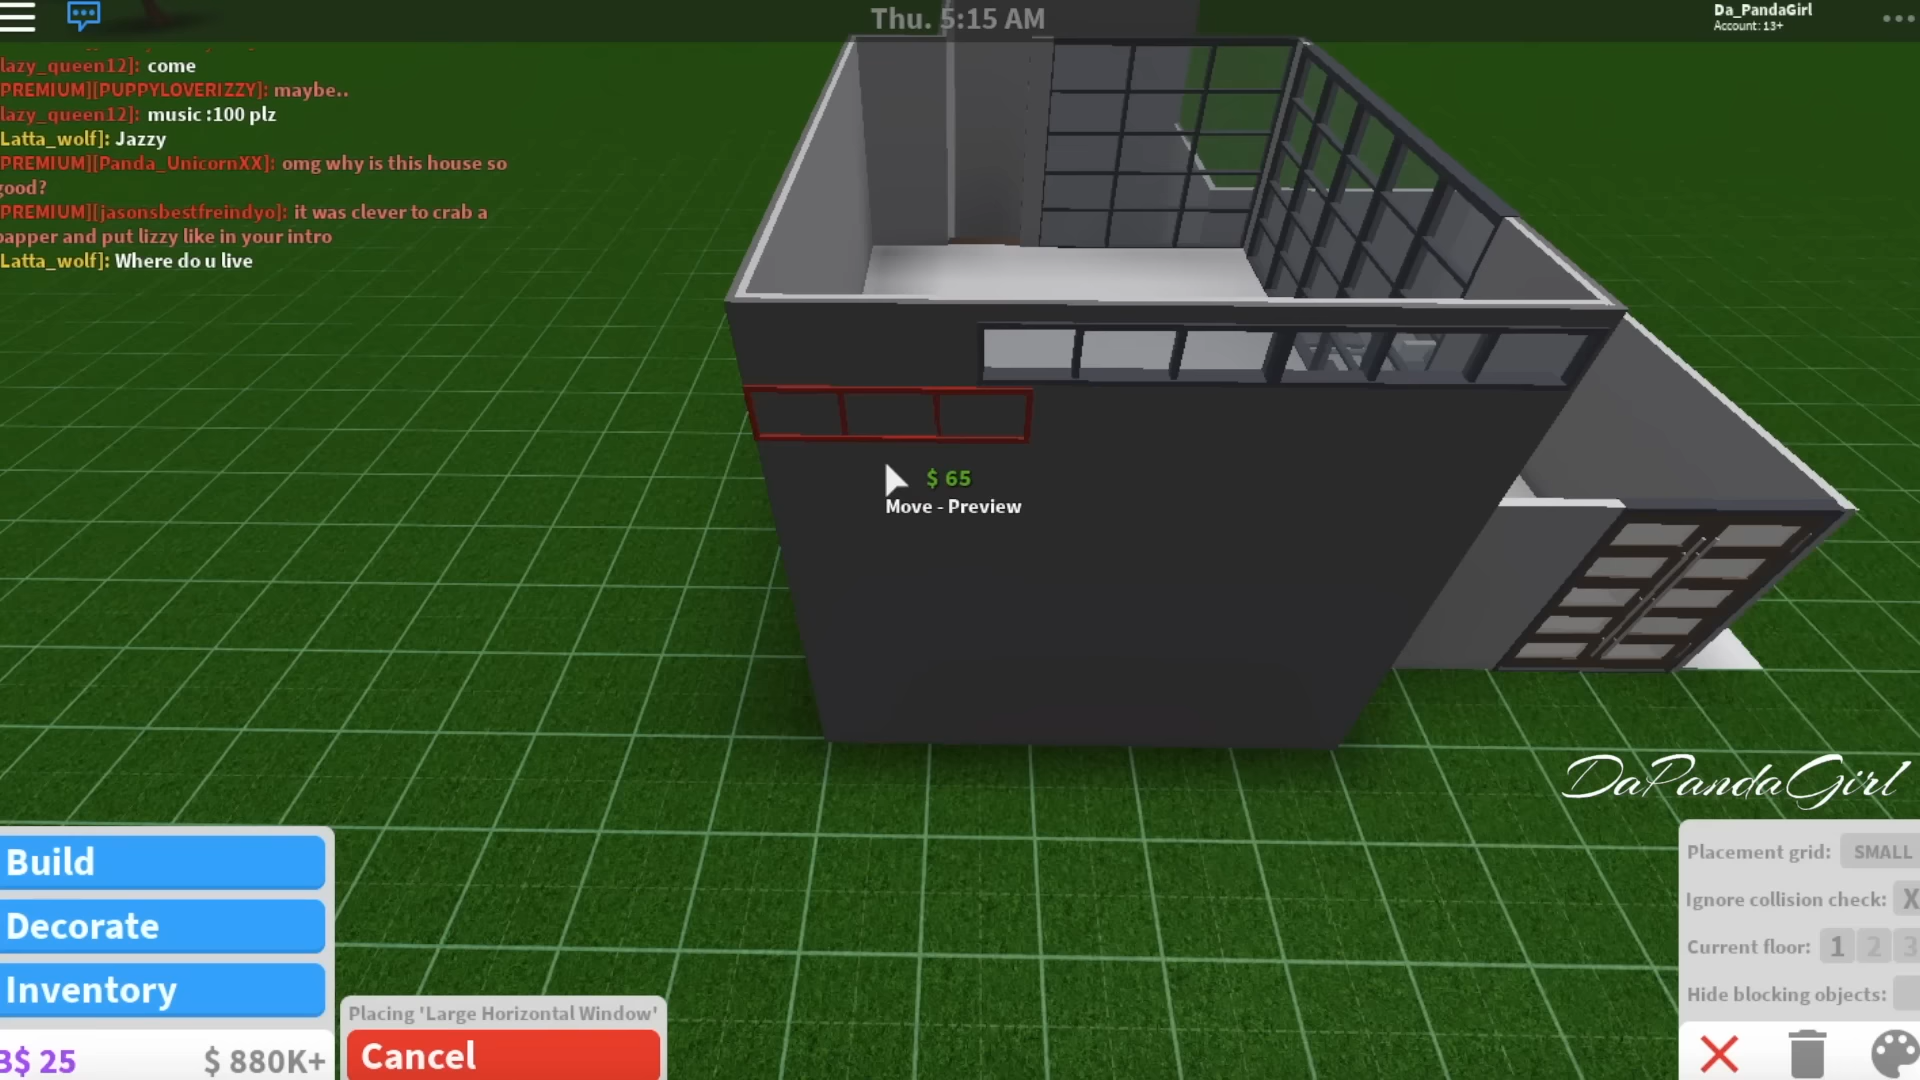 Thu. 5:15 AM
Da_PandaGirl
Account: 13+
lazy_queen12]: come
PREMIUM][PUPPYLOVERIZZY]: maybe..
lazy_queen12]: music :100 plz
Latta_wolf]: Jazzy
PREMIUM][Panda_UnicornXX]: omg why is this house so
good?
PREMIUM][jasonsbestfreindyo]: it was clever to crab a
papper and put lizzy like in your intro
Latta_wolf]: Where do u live
$ 65
Move - Preview
DaPandaGirl
Build
Decorate
Inventory
B$ 25
$ 880K+
Placing 'Large Horizontal Window'
Cancel
Placement grid: SMALL
Ignore collision check: X
Current floor: 1 2 3
Hide blocking objects: